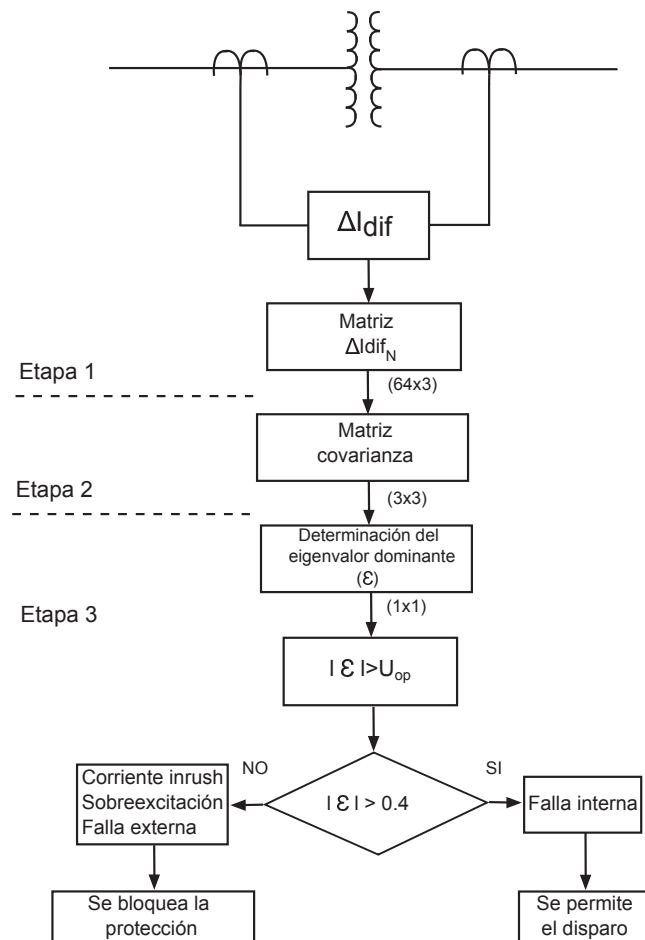 ΔIdif
Matriz
ΔIdifN
(64x3)
Etapa 1
Matriz
covarianza
(3x3)
Etapa 2
Determinación del
eigenvalor dominante
(Ɛ)
(1x1)
Etapa 3
| Ɛ |>Uop
NO
SI
Corriente inrush
Sobreexcitación
Falla externa
| Ɛ | > 0.4
Falla interna
Se bloquea la
protección
Se permite
el disparo